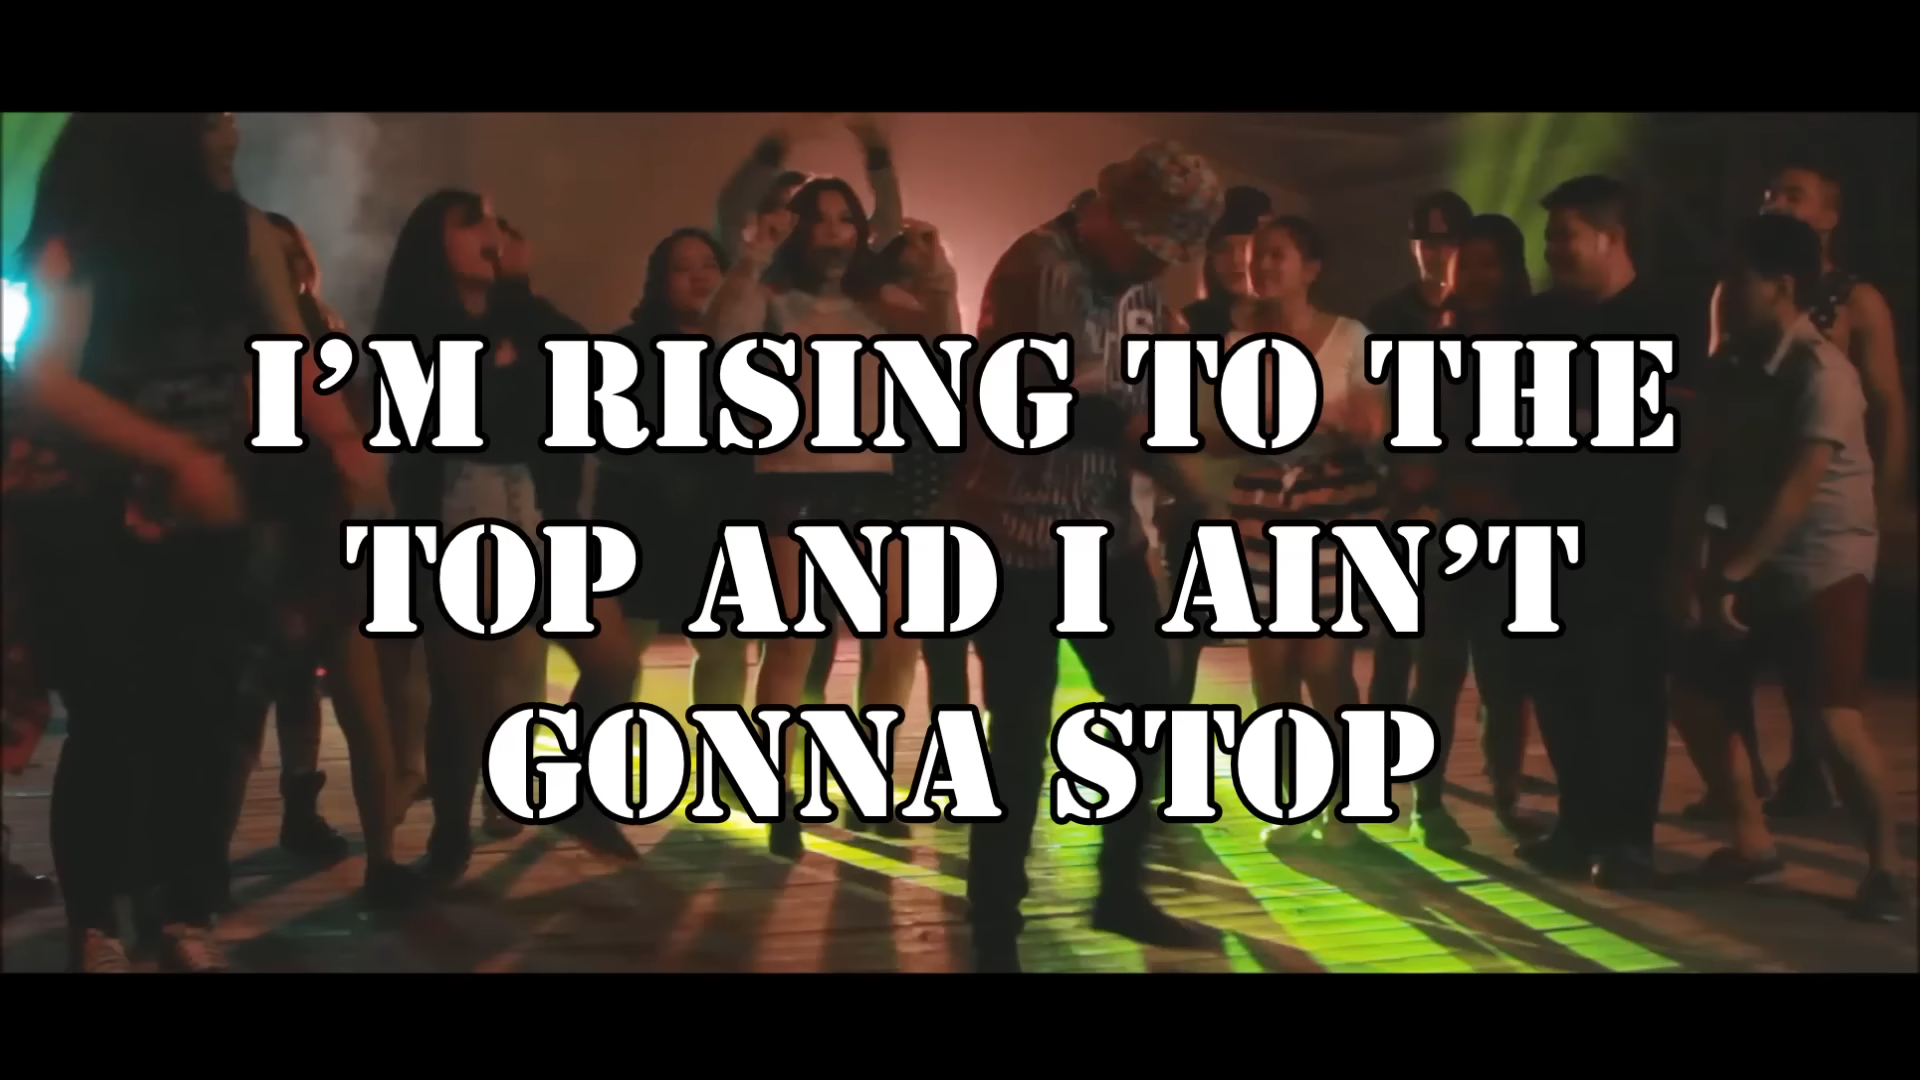 I’M RISING TO THE
TOP AND I AIN’T
GONNA STOP